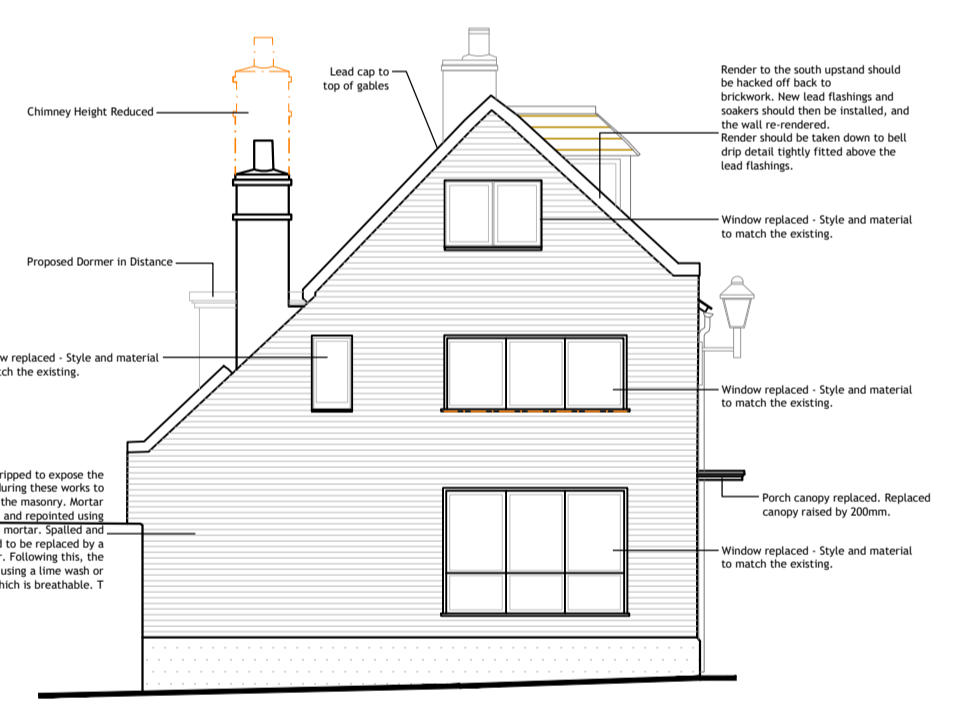 Lead cap to
top of gables
Render to the south upstand should
be hacked off back to
brickwork. New lead flashings and
soakers should then be installed, and
the wall re-rendered.
Render should be taken down to bell
drip detail tightly fitted above the
lead flashings.
Chimney Height Reduced
Window replaced - Style and material
to match the existing.
Proposed Dormer in Distance
w replaced - Style and material
tch the existing.
Window replaced - Style and material
to match the existing.
ripped to expose the
during these works to
the masonry. Mortar
and repointed using
mortar. Spalled and
to be replaced by a
. Following this, the
using a lime wash or
hich is breathable. T
Porch canopy replaced. Replaced
canopy raised by 200mm.
Window replaced - Style and material
to match the existing.